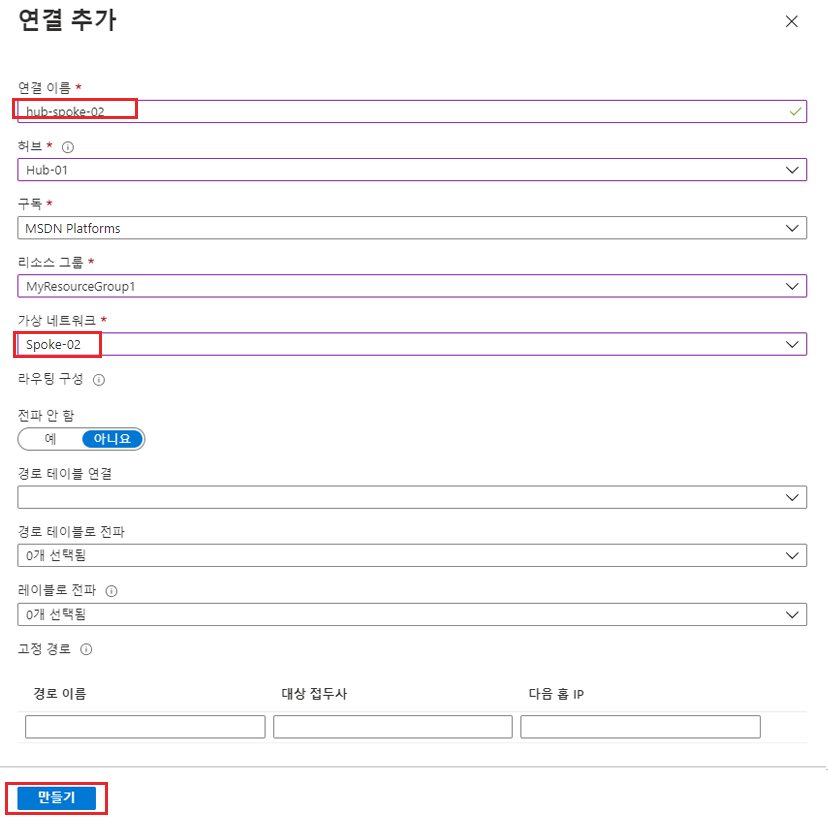 연결 추가
연결 이름 *
hub-spoke-02
허브 *
Hub-01
구독 *
MSDN Platforms
리소스 그룹 *
MyResourceGroup1
가상 네트워크 *
Spoke-02
라우팅 구성
전파 안 함
예 아니요
경로 테이블 연결
경로 테이블로 전파
0개 선택됨
레이블로 전파
0개 선택됨
고정 경로
경로 이름 대상 접두사 다음 홉 IP
만들기